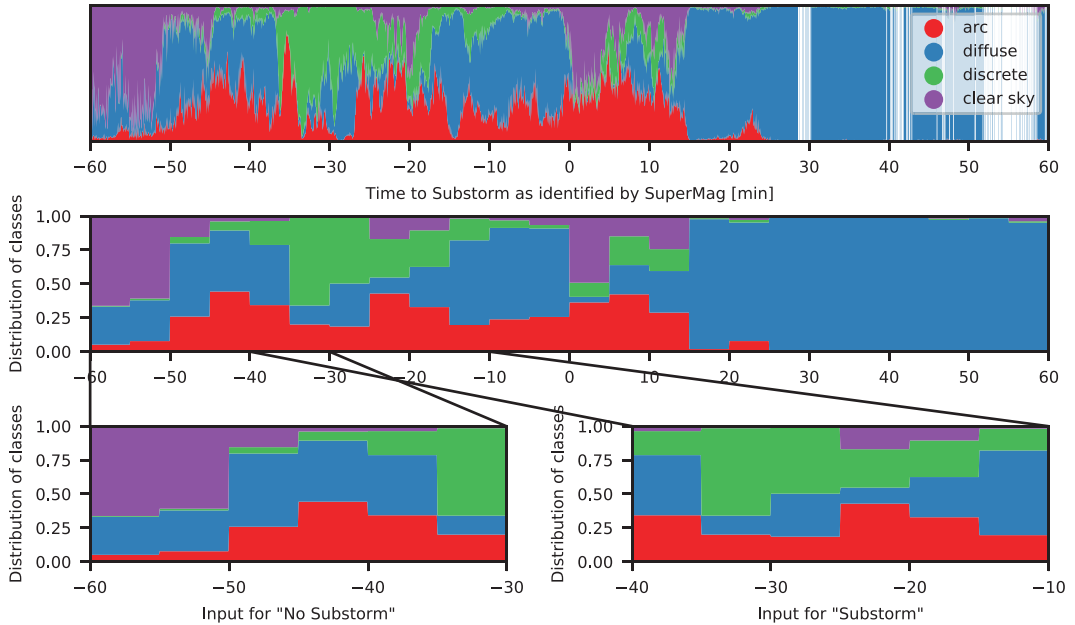 arc
diffuse
discrete
clear sky
−60 −50 −40 −30 −20 −10 0 10 20 30 40 50 60
Time to Substorm as identified by SuperMag [min]
Distribution of classes
1.00
0.75
0.50
0.25
0.00
−60 −50 −40 −30 −20 −10 0 10 20 30 40 50 60
Distribution of classes
1.00
0.75
0.50
0.25
0.00
−60 −50 −40 −30
Input for "No Substorm"
Distribution of classes
1.00
0.75
0.50
0.25
0.00
−40 −30 −20 −10
Input for "Substorm"